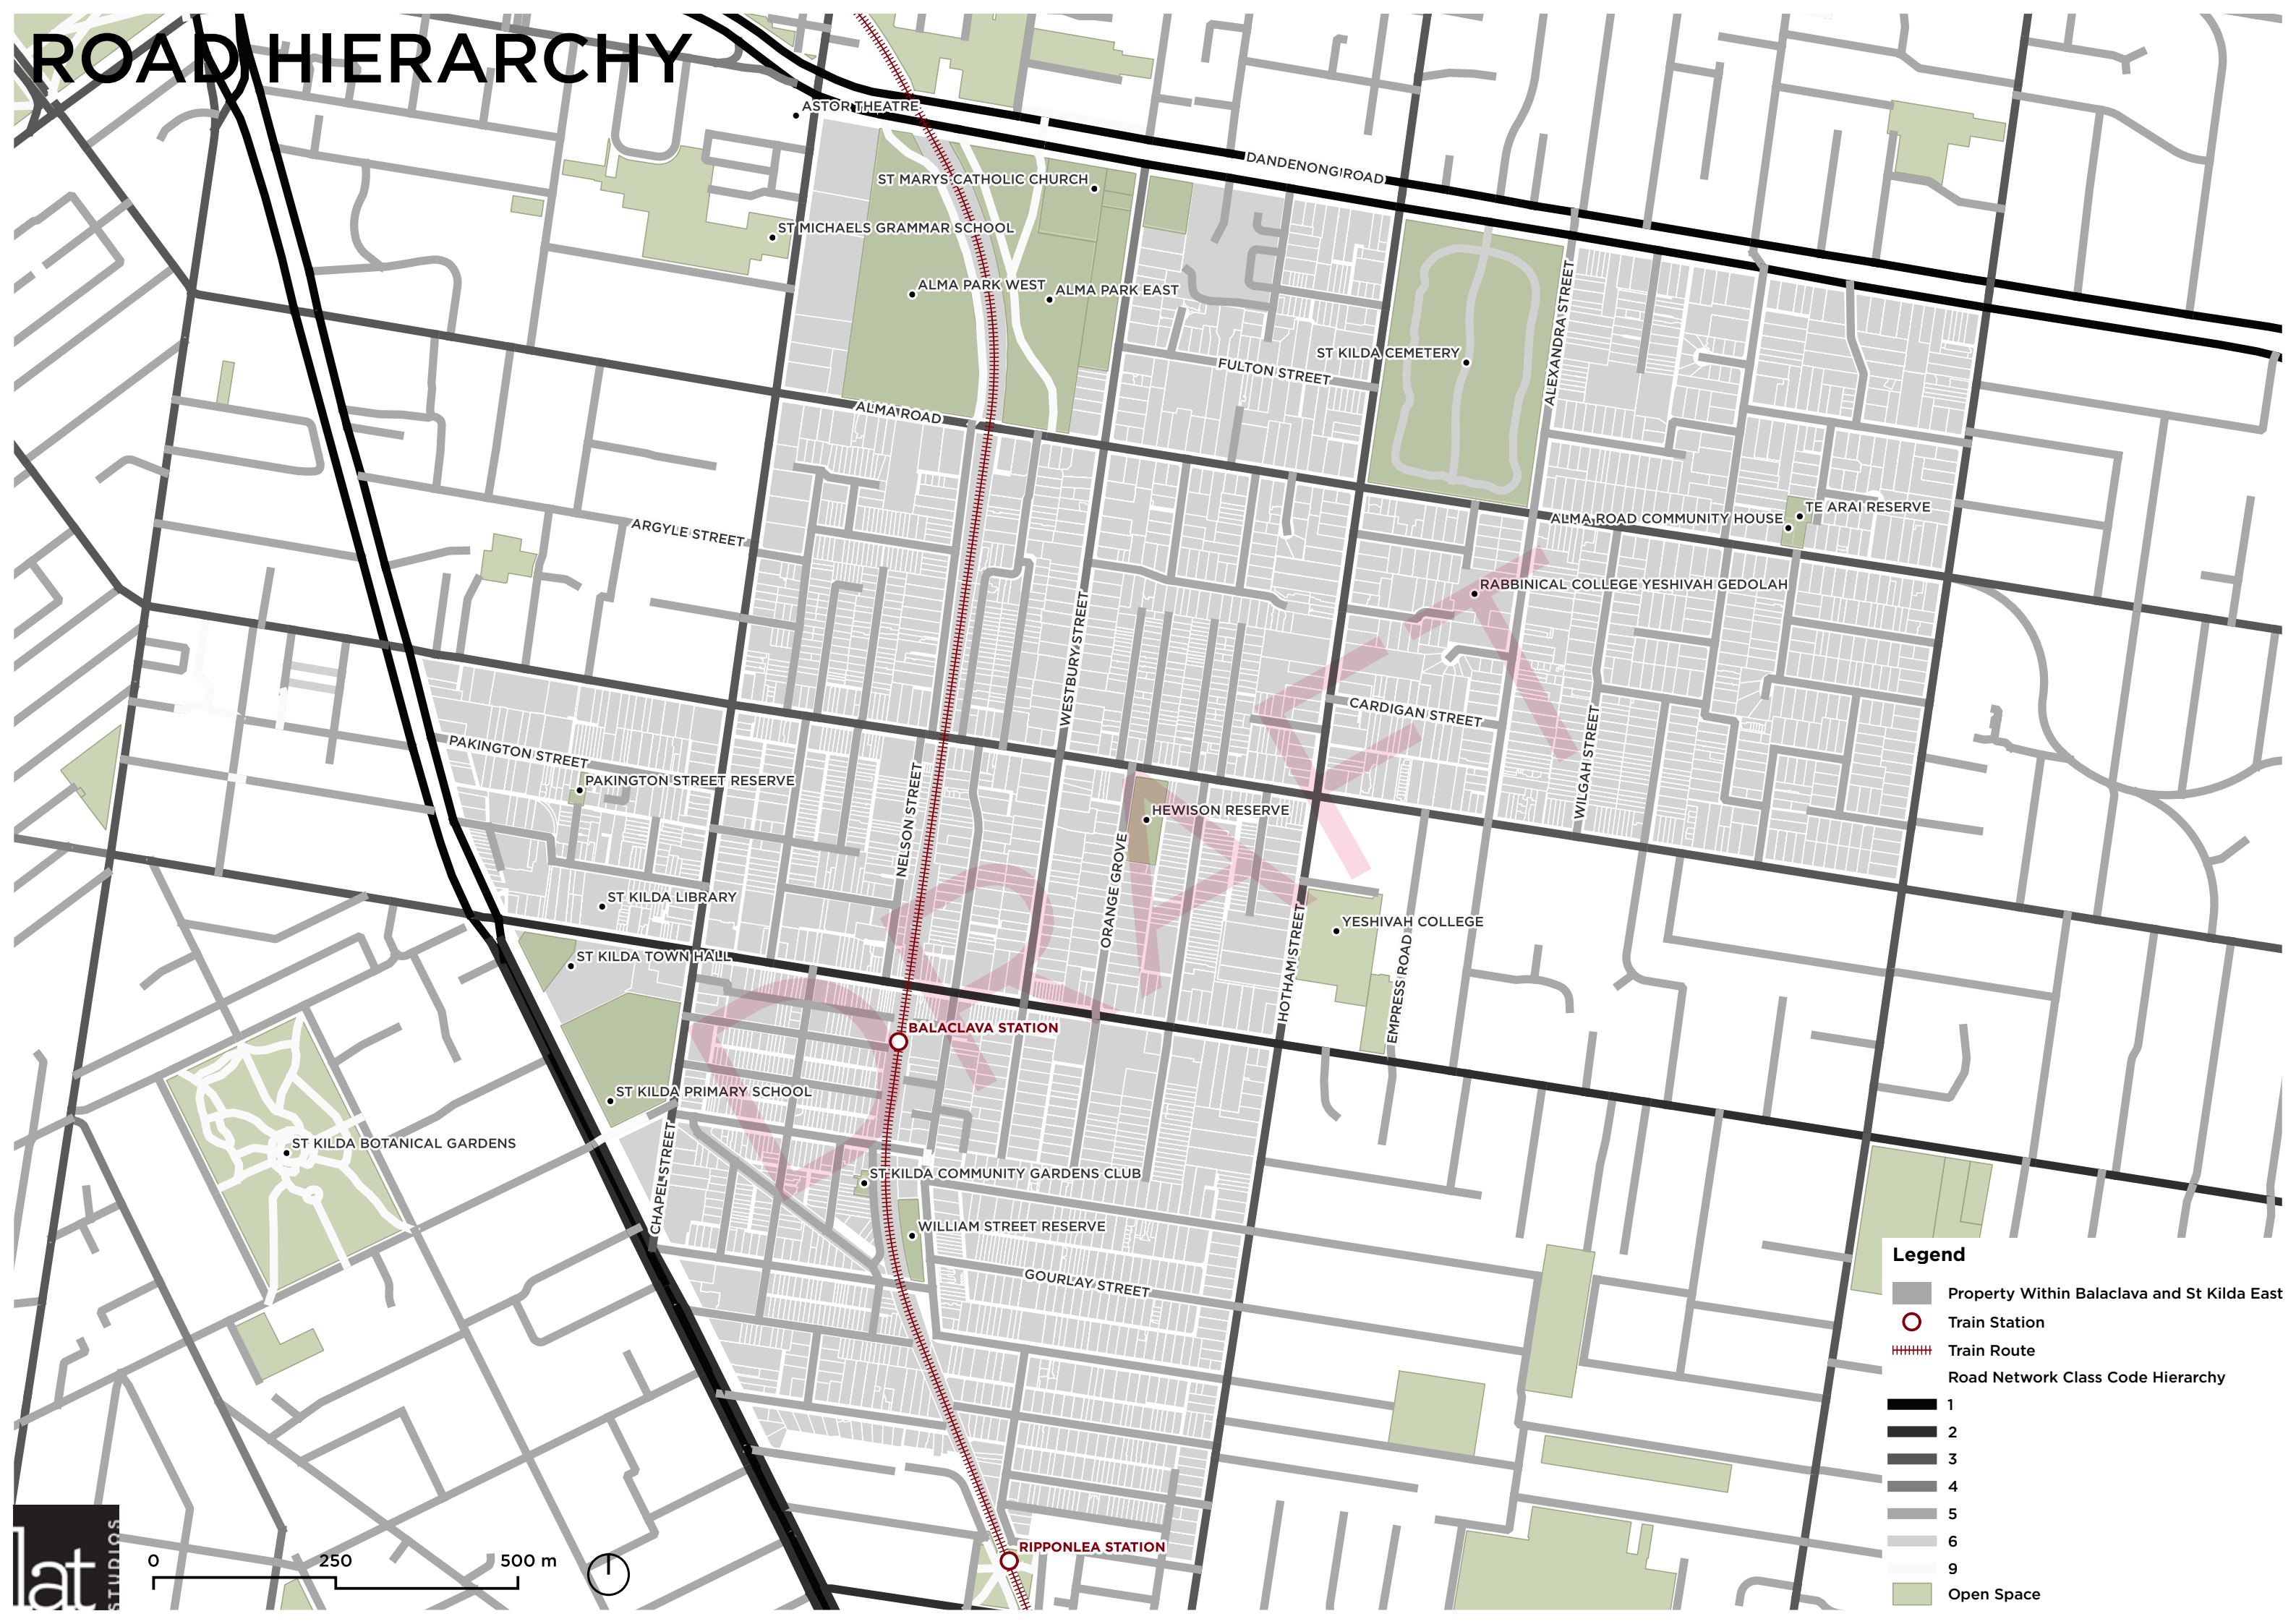 ROAD HIERARCHY
ASTOR THEATRE
DANDENONG ROAD
ST MARYS CATHOLIC CHURCH
ST MICHAELS GRAMMAR SCHOOL
ALMA PARK WEST
ALMA PARK EAST
ALEXANDRA STREET
ST KILDA CEMETERY
FULTON STREET
ALMA ROAD
TE ARAI RESERVE
ALMA ROAD COMMUNITY HOUSE
ARGYLE STREET
RABBINICAL COLLEGE YESHIVAH GEDOLAH
WESTBURY STREET
CARDIGAN STREET
WILGAH STREET
PAKINGTON STREET
PAKINGTON STREET RESERVE
NELSON STREET
HEWISON RESERVE
ORANGE GROVE
ST KILDA LIBRARY
YESHIVAH COLLEGE
HOTHAM STREET
EMPRESS ROAD
ST KILDA TOWN HALL
DRAFT
BALACLAVA STATION
ST KILDA PRIMARY SCHOOL
ST KILDA BOTANICAL GARDENS
CHAPEL STREET
ST KILDA COMMUNITY GARDENS CLUB
WILLIAM STREET RESERVE
GOURLAY STREET
RIPPONLEA STATION
Legend
Property Within Balaclava and St Kilda East
Train Station
Train Route
Road Network Class Code Hierarchy
1
2
3
4
5
6
9
Open Space
lat
STUDIOS
0 250 500 m